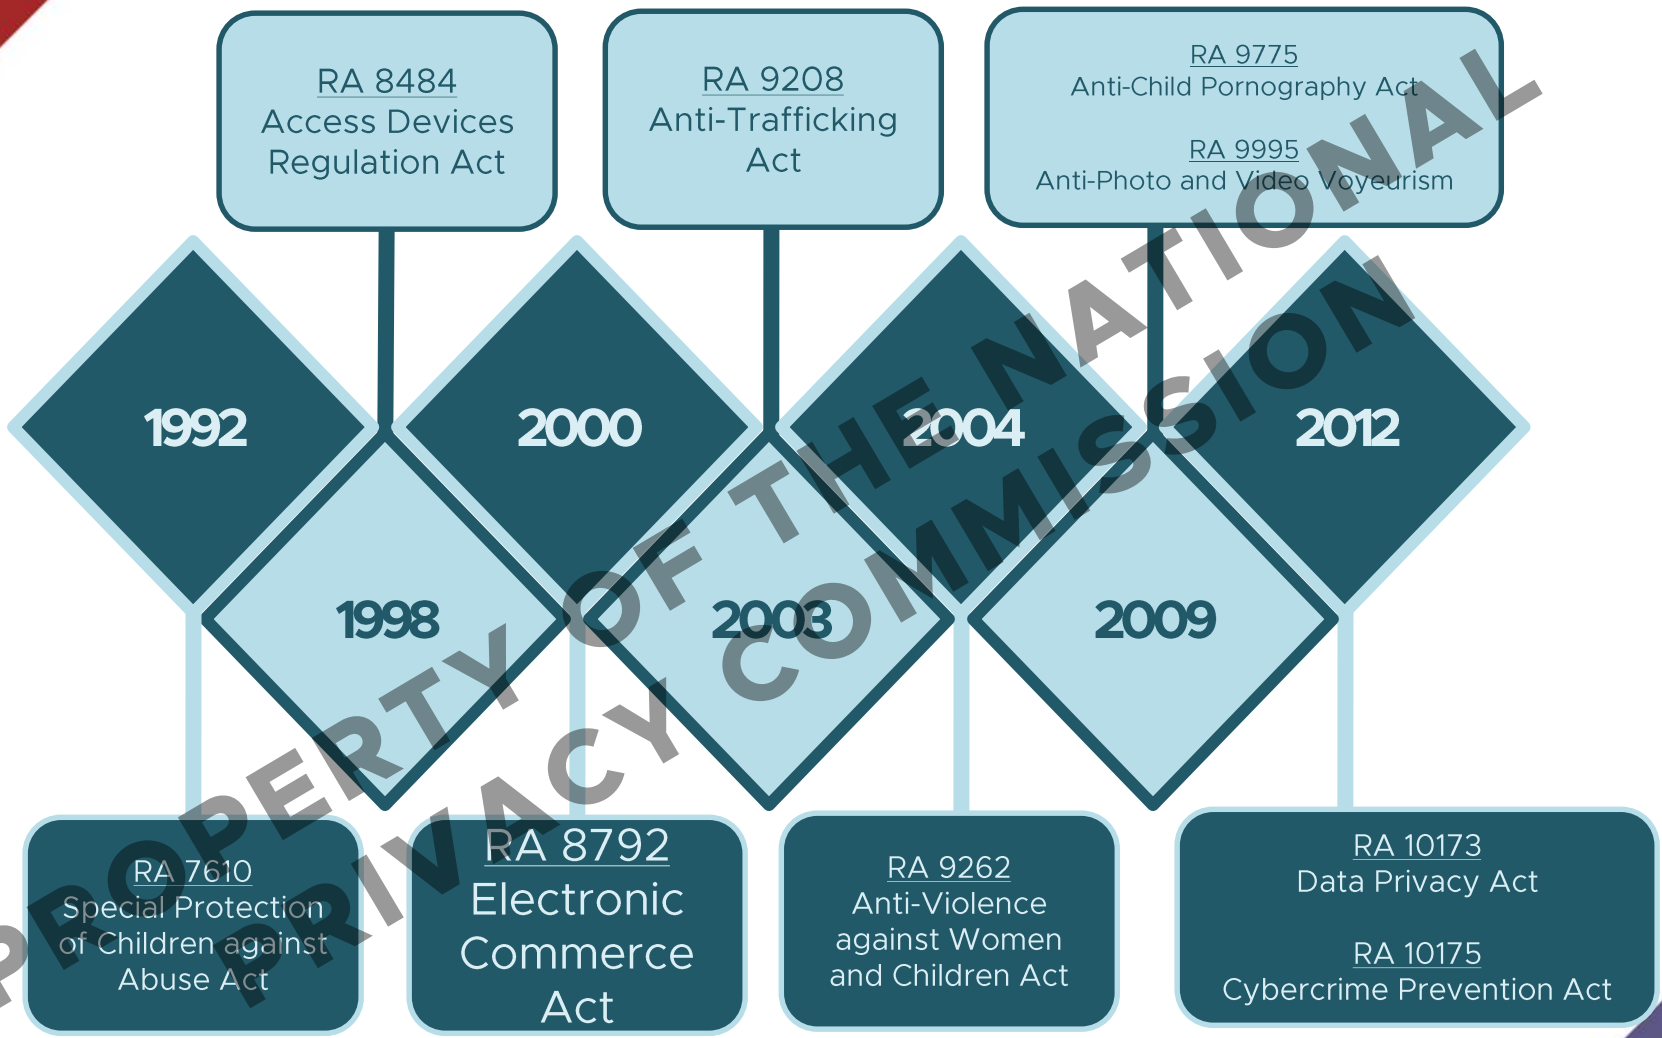 RA 8484
Access Devices
Regulation Act
RA 9208
Anti-Trafficking
Act
RA 9775
Anti-Child Pornography Act
RA 9995
Anti-Photo and Video Voyeurism
1992
2000
2004
2012
1998
2003
2009
RA 7610
Special Protection
of Children against
Abuse Act
RA 8792
Electronic
Commerce
Act
RA 9262
Anti-Violence
against Women
and Children Act
RA 10173
Data Privacy Act
RA 10175
Cybercrime Prevention Act
PROPERTY OF THE NATIONAL
PRIVACY COMMISSION